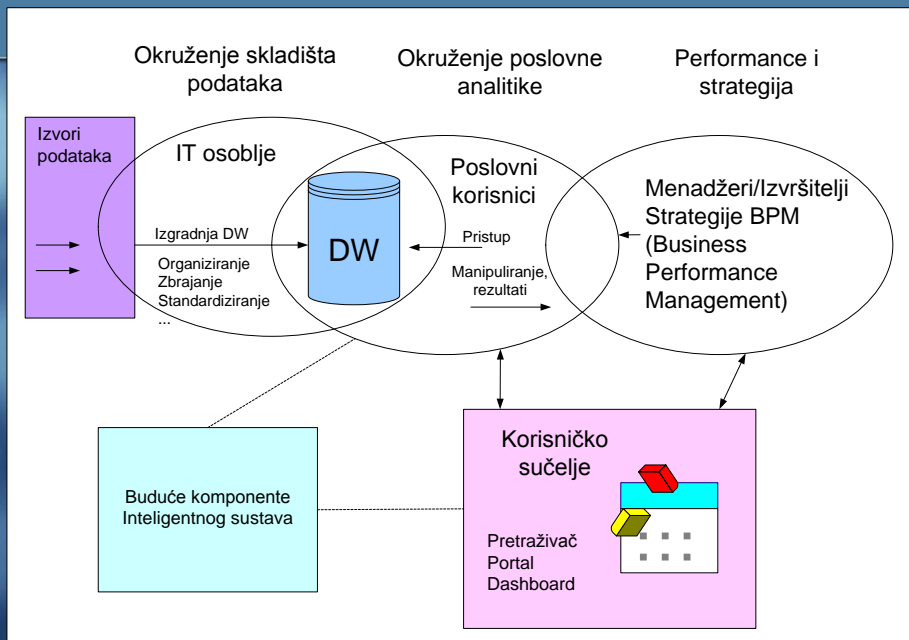 Okruženje skladišta
podataka
Okruženje poslovne
analitike
Performance i
strategija
Izvori
podataka
IT osoblje
Izgradnja DW
Organiziranje
Zbrajanje
Standardiziranje
...
DW
Poslovni
korisnici
Pristup
Manipuliranje,
rezultati
Menadžeri/Izvršitelji
Strategije BPM
(Business
Performance
Management)
Buduće komponente
Inteligentnog sustava
Korisničko
sučelje
Pretraživač
Portal
Dashboard